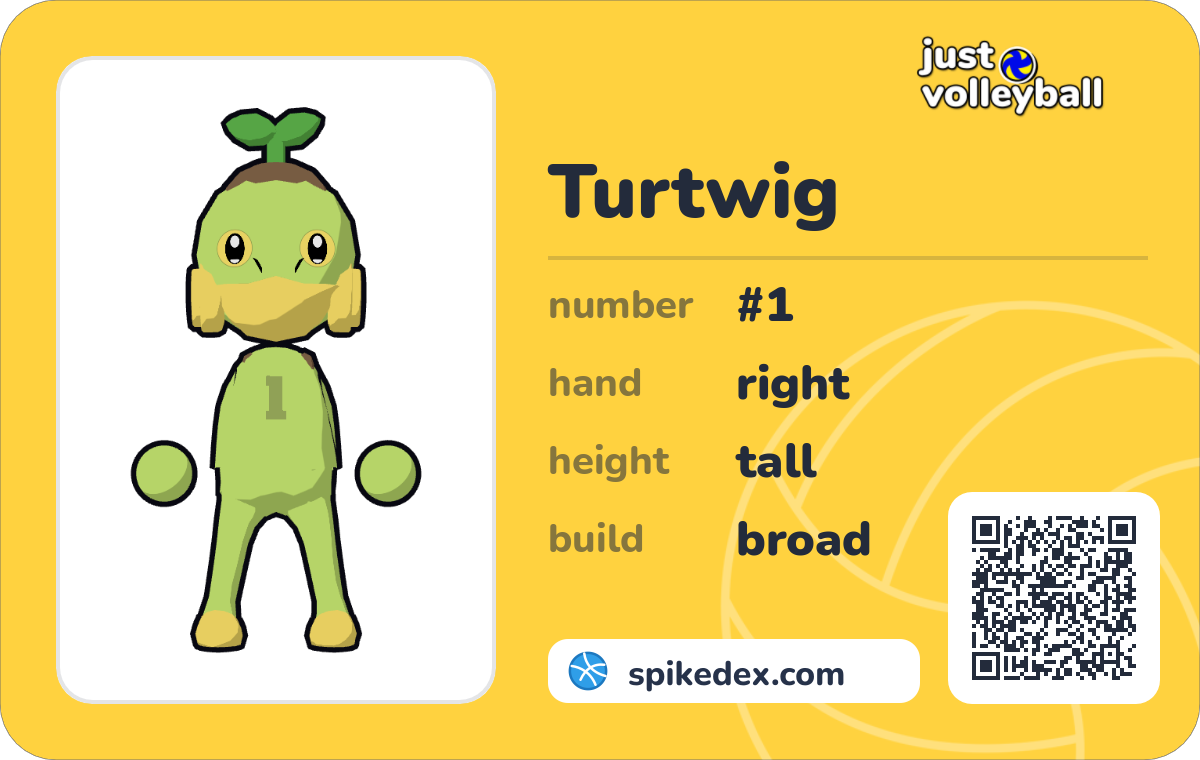 just
volleyball
Turtwig
number #1
hand right
height tall
build broad
1
spikedex.com